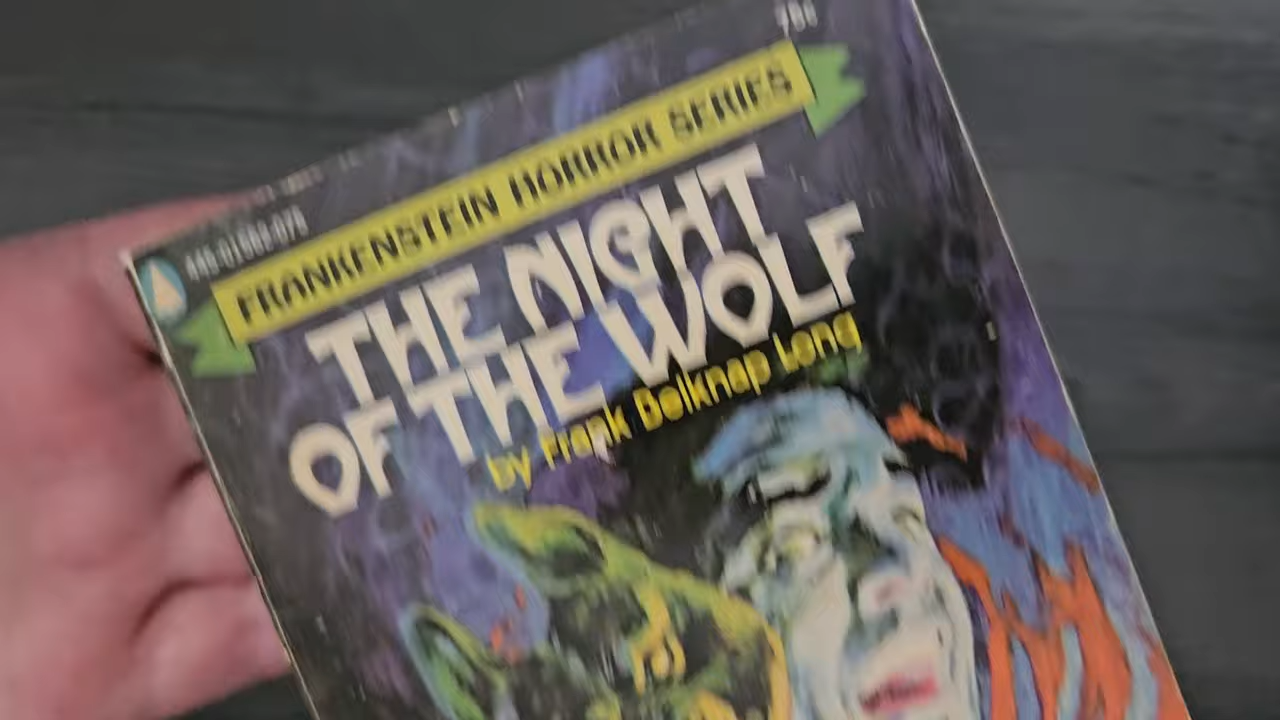 FRANKENSTEIN HORROR SERIES
THE NIGHT
OF THE WOLF
by Frank Belknap Long